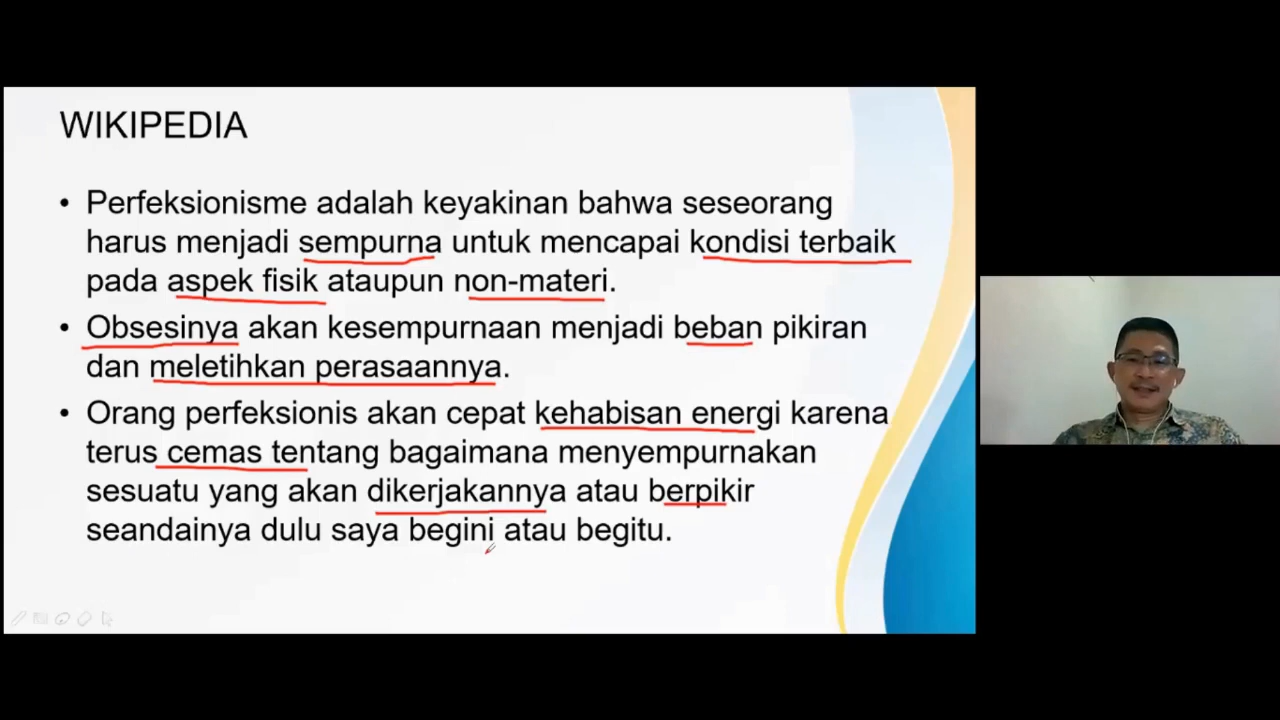 WIKIPEDIA
• Perfeksionisme adalah keyakinan bahwa seseorang
harus menjadi sempurna untuk mencapai kondisi terbaik
pada aspek fisik ataupun non-materi.
• Obsesinya akan kesempurnaan menjadi beban pikiran
dan meletihkan perasaannya.
• Orang perfeksionis akan cepat kehabisan energi karena
terus cemas tentang bagaimana menyempurnakan
sesuatu yang akan dikerjakannya atau berpikir
seandainya dulu saya begini atau begitu.